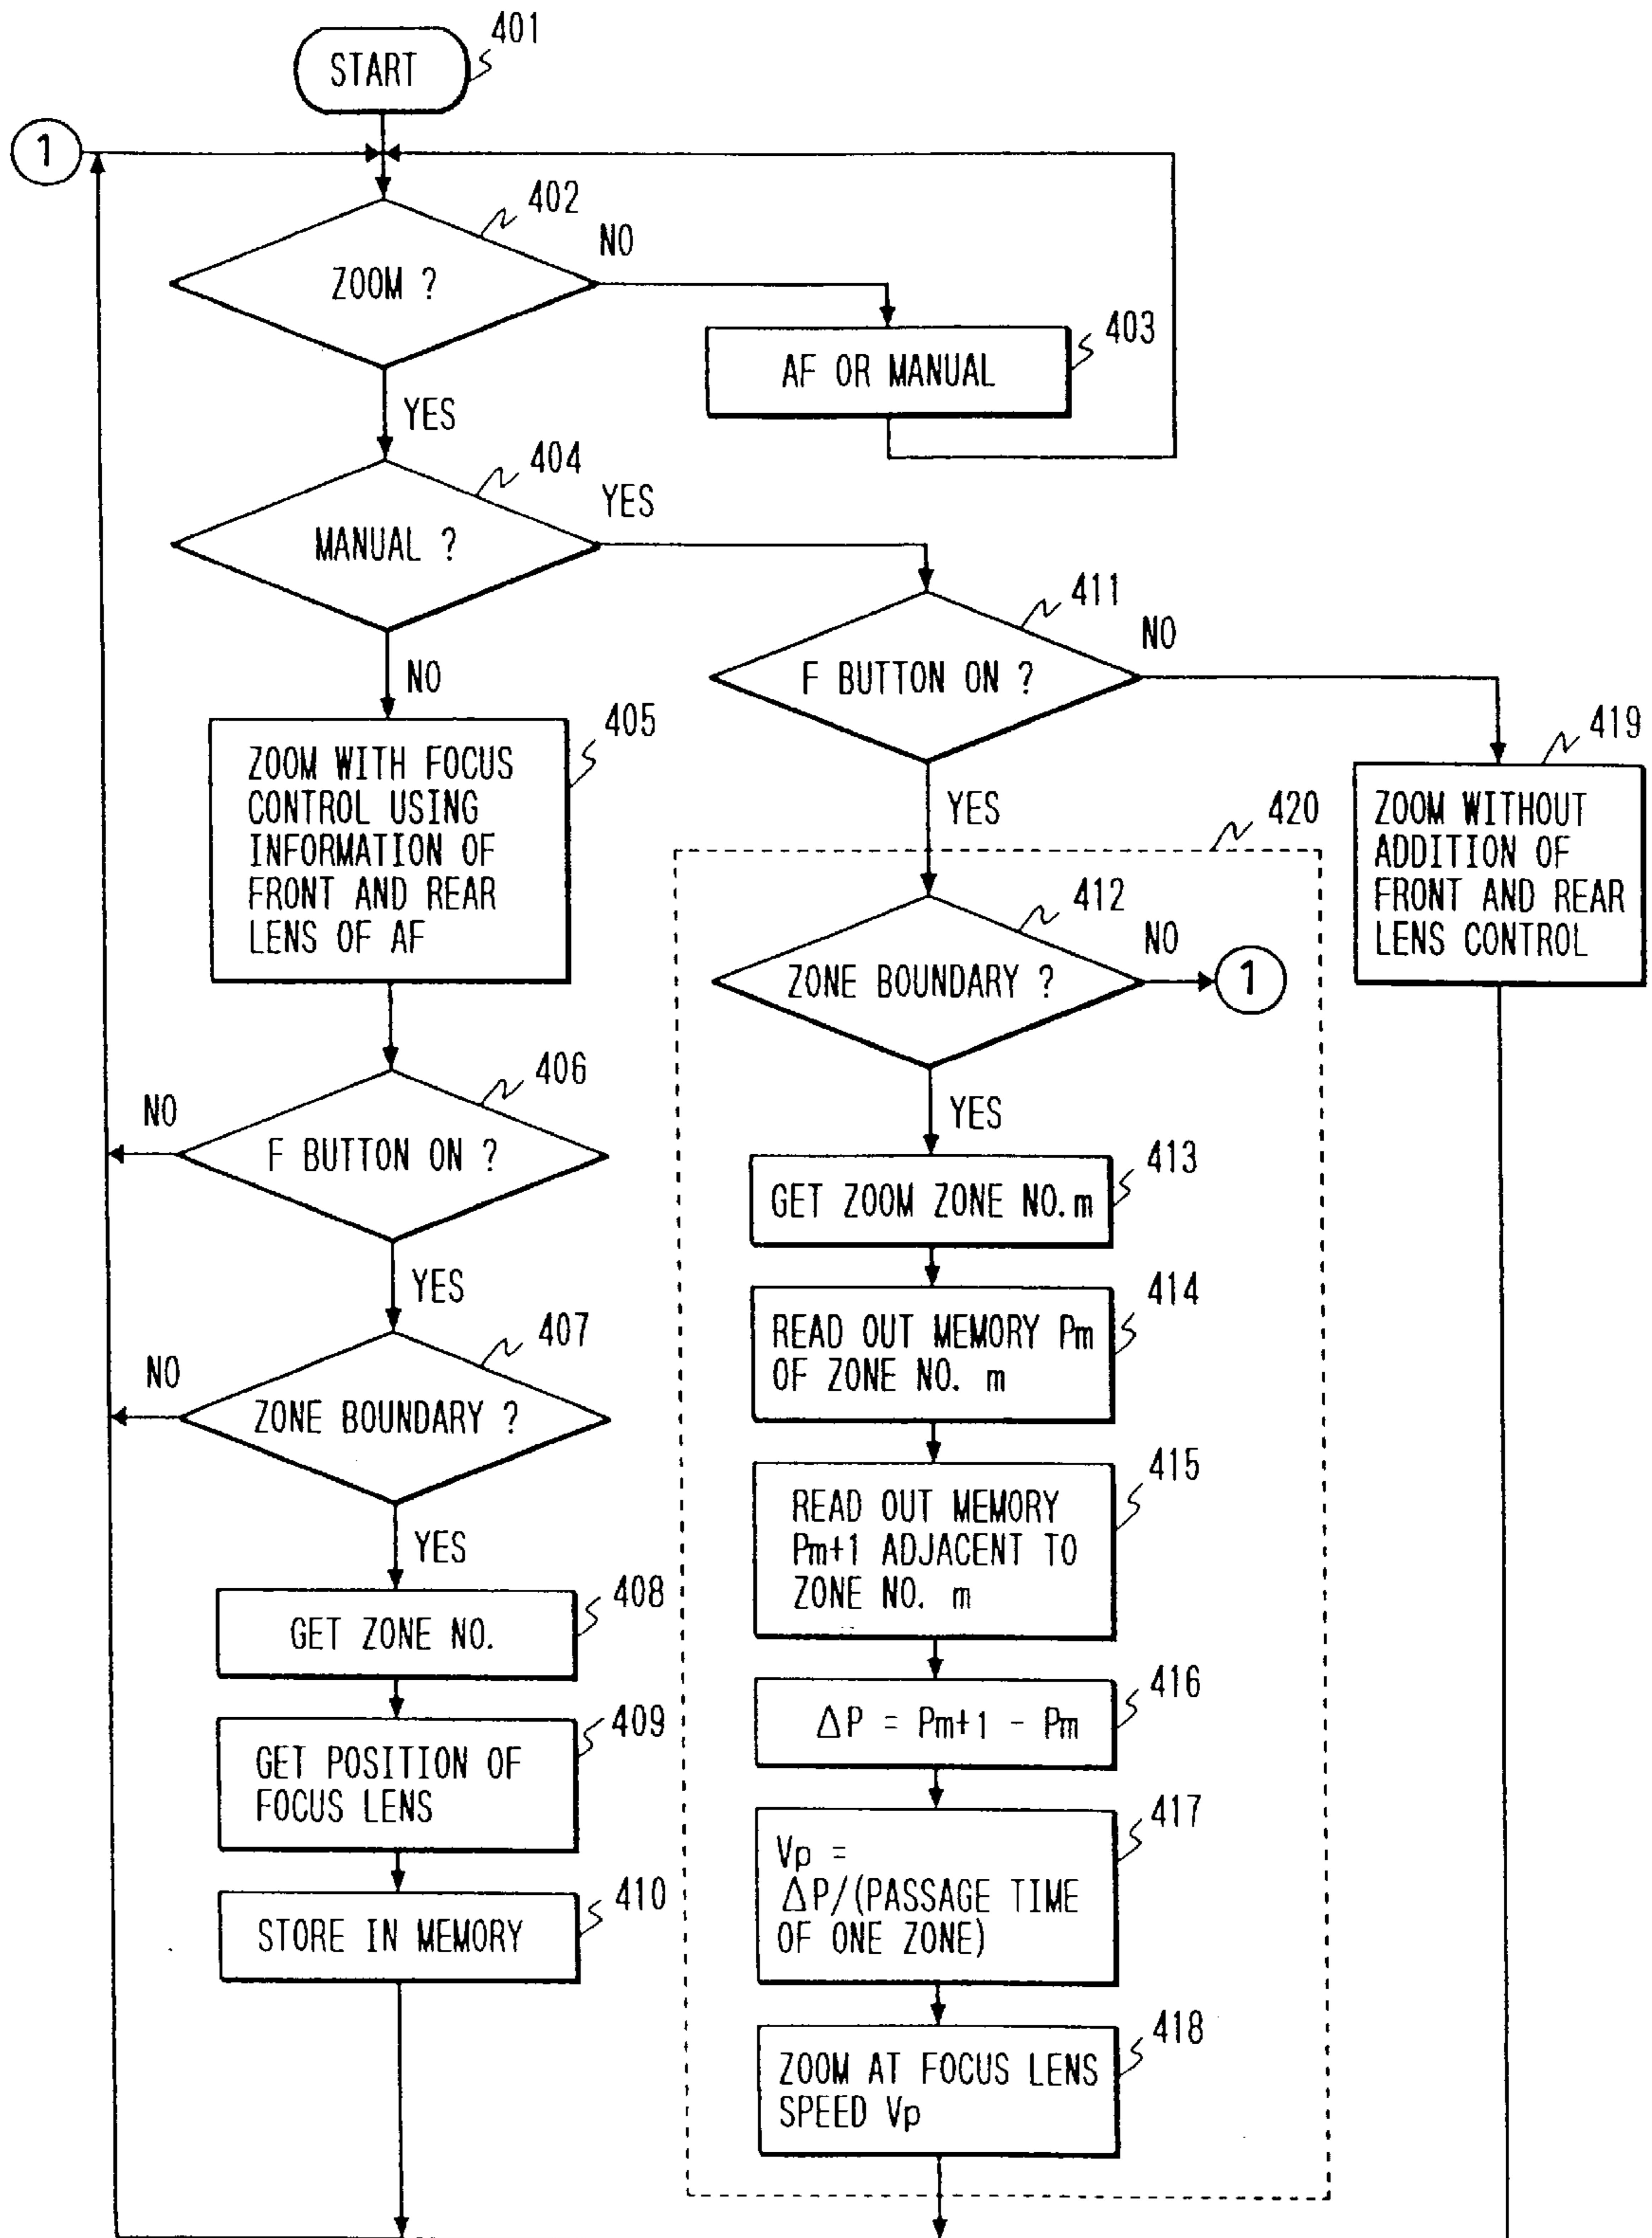 START
401
1
402
ZOOM ?
NO
403
AF OR MANUAL
YES
404
MANUAL ?
YES
NO
411
F BUTTON ON ?
NO
YES
405
ZOOM WITH FOCUS
CONTROL USING
INFORMATION OF
FRONT AND REAR
LENS OF AF
419
ZOOM WITHOUT
ADDITION OF
FRONT AND REAR
LENS CONTROL
420
412
ZONE BOUNDARY ?
NO
1
YES
406
F BUTTON ON ?
NO
YES
407
ZONE BOUNDARY ?
NO
YES
408
GET ZONE NO.
409
GET POSITION OF
FOCUS LENS
410
STORE IN MEMORY
413
GET ZOOM ZONE NO. m
414
READ OUT MEMORY Pm
OF ZONE NO. m
415
READ OUT MEMORY
Pm+1 ADJACENT TO
ZONE NO. m
416
ΔP = Pm+1 - Pm
417
Vp =
ΔP/(PASSAGE TIME
OF ONE ZONE)
418
ZOOM AT FOCUS LENS
SPEED Vp